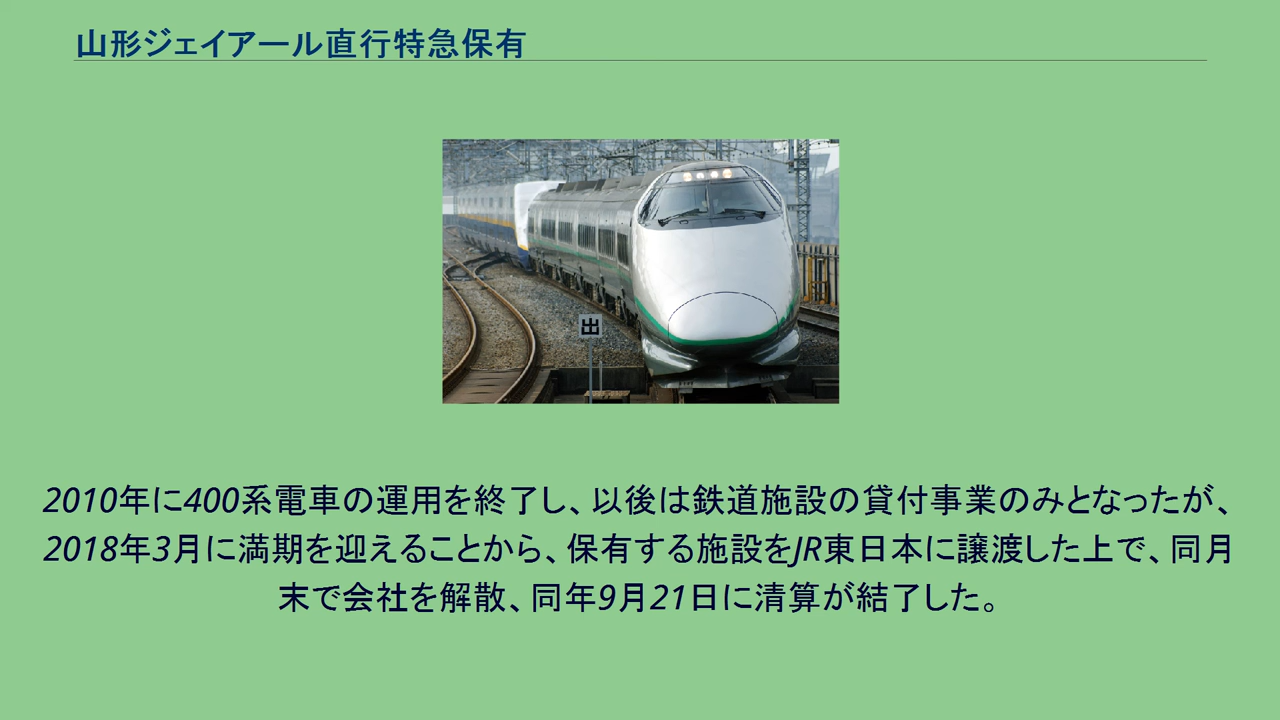 山形ジェイアール直行特急保有
出
2010年に400系電車の運用を終了し、以後は鉄道施設の貸付事業のみとなったが、
2018年3月に満期を迎えることから、保有する施設をJR東日本に譲渡した上で、同月
末で会社を解散、同年9月21日に清算が結了した。